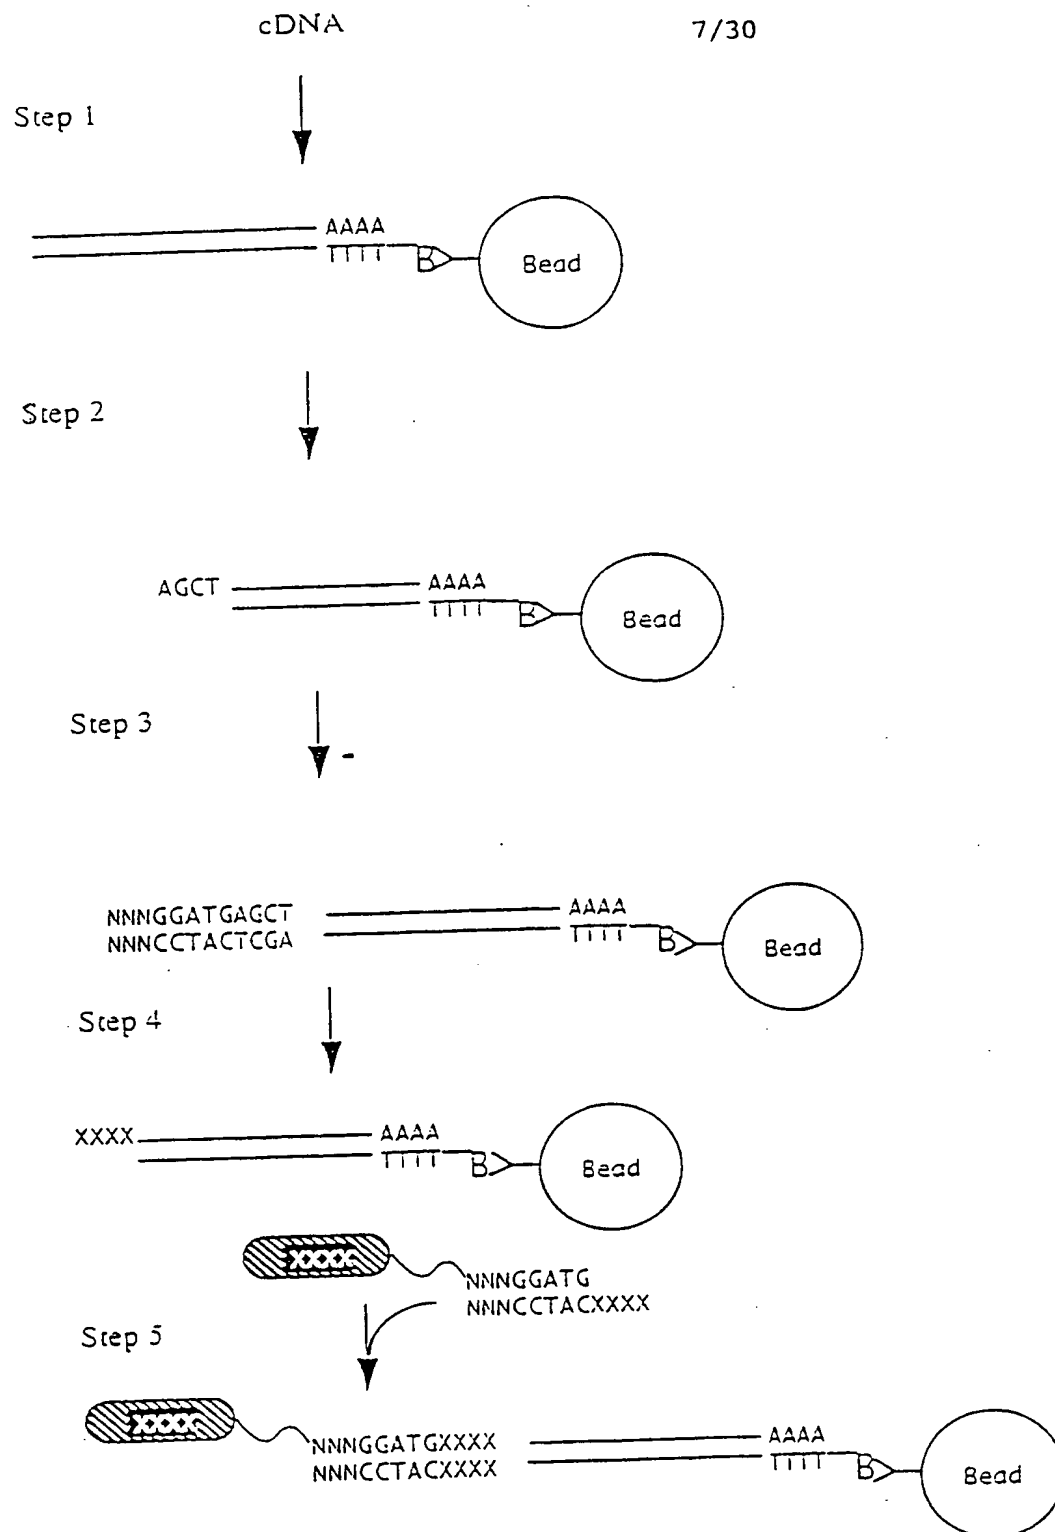 cDNA 7/30
Step 1
AAAA
TTTT B Bead
Step 2
AGCT AAAA
TTTT B Bead
Step 3
NNNGGATGAGCT AAAA
NNNCCTACTCGA TTTT B Bead
Step 4
XXXX AAAA
TTTT B Bead
XXXX
NNNGGATG
NNNCCTACXXXX
Step 5
XXXX
NNNGGATGXXXX AAAA
NNNCCTACXXXX TTTT B Bead